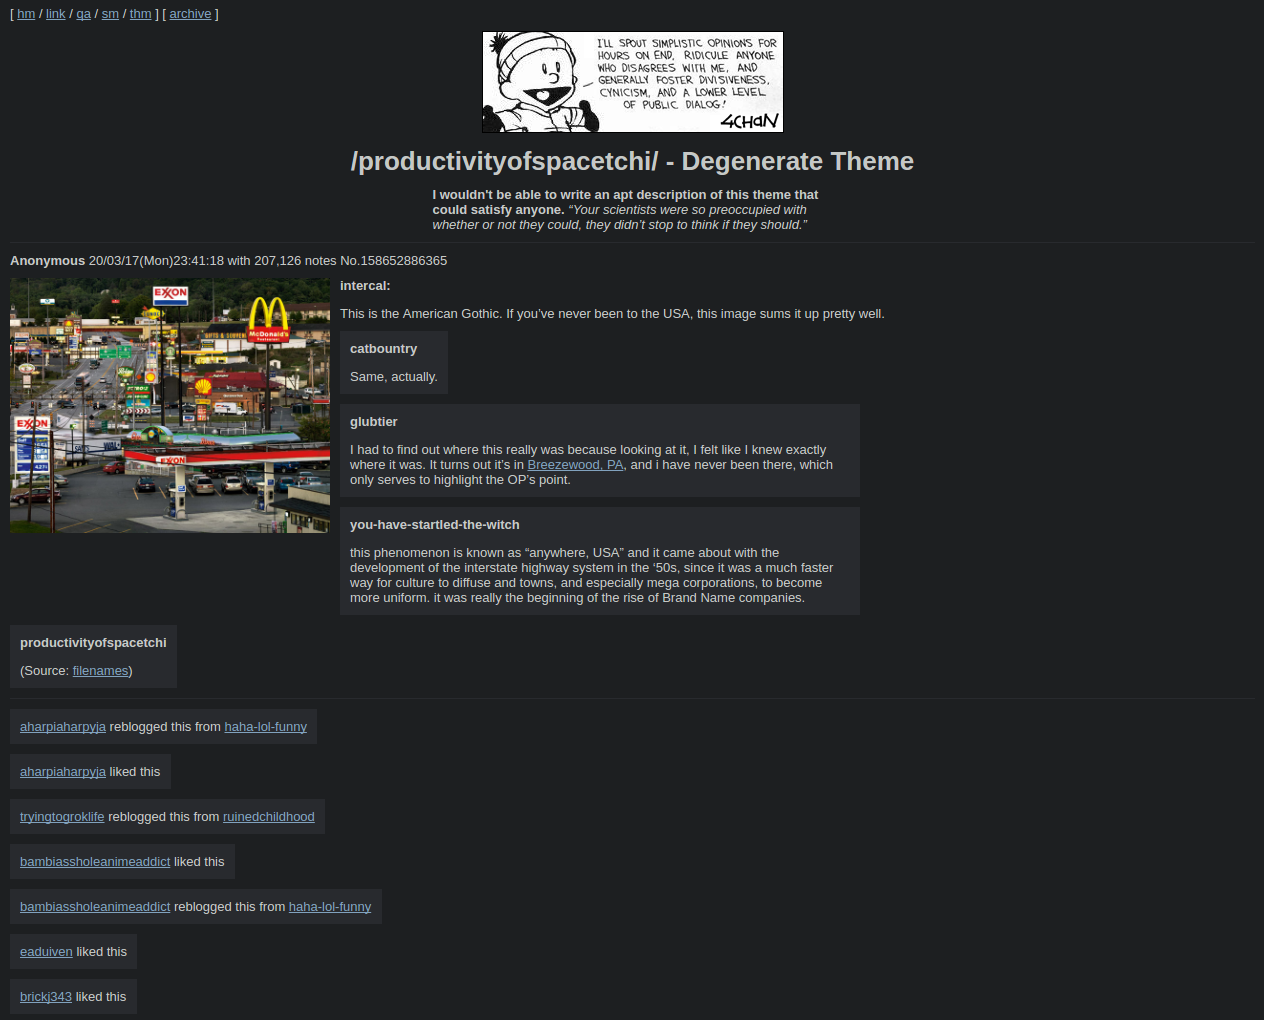 [ hm / link / qa / sm / thm ] [ archive ]
I'LL SPOUT SIMPLISTIC OPINIONS FOR
HOURS ON END, RIDICULE ANYONE
WHO DISAGREES WITH ME, AND
GENERALLY FOSTER DIVISIVENESS,
CYNICISM, AND A LOWER LEVEL
OF PUBLIC DIALOG!
4CHAN
/productivityofspacetchi/ - Degenerate Theme
I wouldn't be able to write an apt description of this theme that
could satisfy anyone. “Your scientists were so preoccupied with
whether or not they could, they didn’t stop to think if they should.”
Anonymous 20/03/17(Mon)23:41:18 with 207,126 notes No.158652886365
EXXON
McDonald's
EXXON
EXXON
intercal:
This is the American Gothic. If you’ve never been to the USA, this image sums it up pretty well.
catbountry
Same, actually.
glubtier
I had to find out where this really was because looking at it, I felt like I knew exactly
where it was. It turns out it’s in Breezewood, PA, and i have never been there, which
only serves to highlight the OP’s point.
you-have-startled-the-witch
this phenomenon is known as “anywhere, USA” and it came about with the
development of the interstate highway system in the ‘50s, since it was a much faster
way for culture to diffuse and towns, and especially mega corporations, to become
more uniform. it was really the beginning of the rise of Brand Name companies.
productivityofspacetchi
(Source: filenames)
aharpiaharpyja reblogged this from haha-lol-funny
aharpiaharpyja liked this
tryingtogroklife reblogged this from ruinedchildhood
bambiassholeanimeaddict liked this
bambiassholeanimeaddict reblogged this from haha-lol-funny
eaduiven liked this
brickj343 liked this